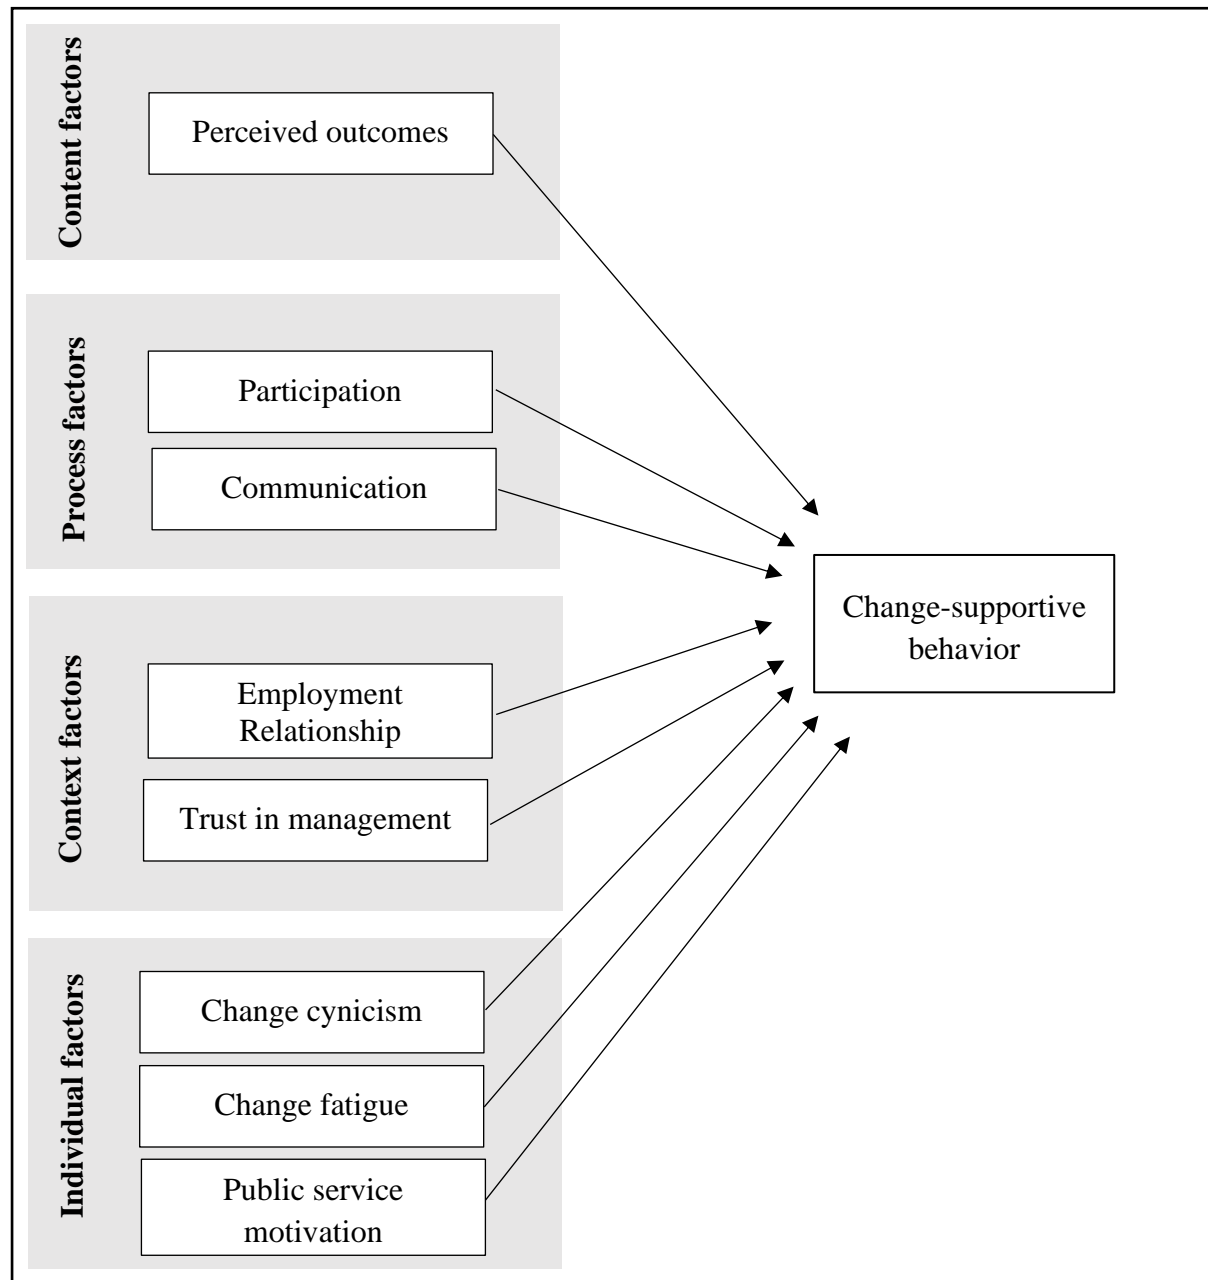 Content factors
Perceived outcomes
Process factors
Participation
Communication
Context factors
Employment
Relationship
Trust in management
Individual factors
Change cynicism
Change fatigue
Public service
motivation
Change-supportive
behavior